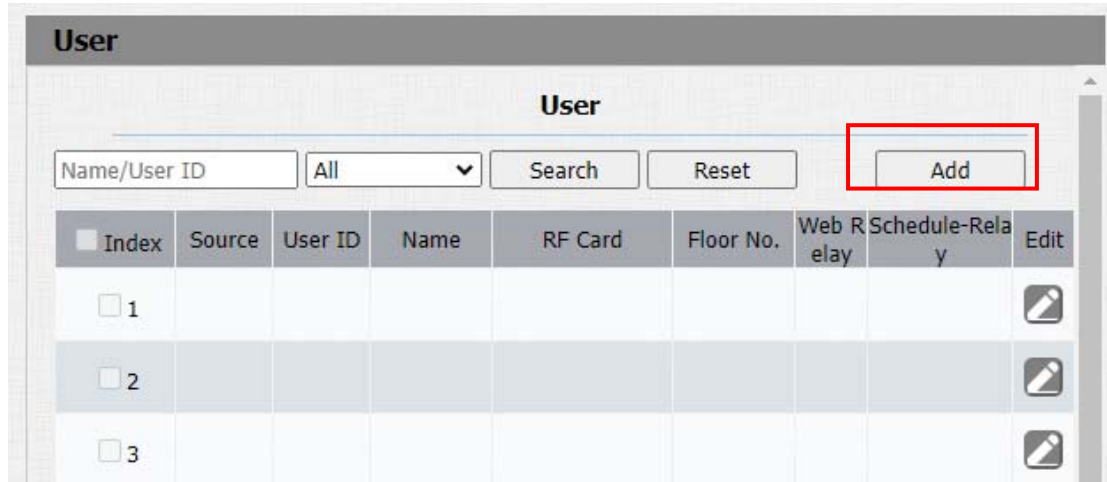 User
User
Name/User ID All Search Reset Add
Index Source User ID Name RF Card Floor No. Web R elay Schedule-Rela y Edit
1
2
3